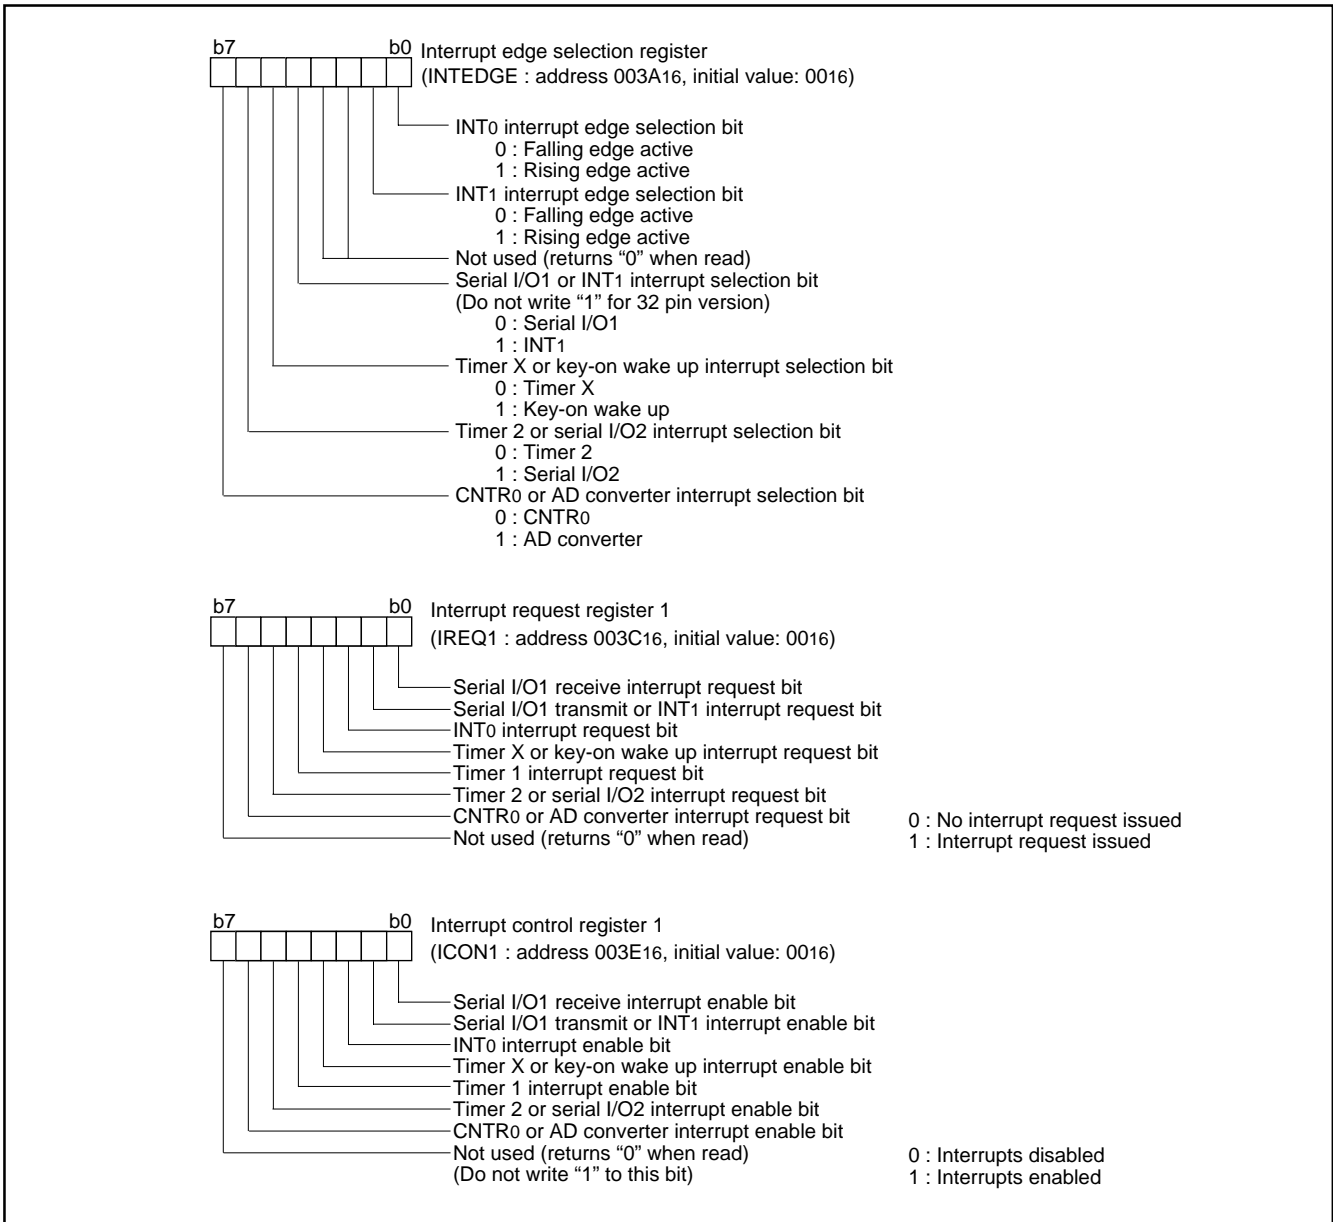 b7 b0 Interrupt edge selection register
(INTEDGE : address 003A16, initial value: 0016)
INT0 interrupt edge selection bit
0 : Falling edge active
1 : Rising edge active
INT1 interrupt edge selection bit
0 : Falling edge active
1 : Rising edge active
Not used (returns “0” when read)
Serial I/O1 or INT1 interrupt selection bit
(Do not write “1” for 32 pin version)
0 : Serial I/O1
1 : INT1
Timer X or key-on wake up interrupt selection bit
0 : Timer X
1 : Key-on wake up
Timer 2 or serial I/O2 interrupt selection bit
0 : Timer 2
1 : Serial I/O2
CNTR0 or AD converter interrupt selection bit
0 : CNTR0
1 : AD converter
b7 b0 Interrupt request register 1
(IREQ1 : address 003C16, initial value: 0016)
Serial I/O1 receive interrupt request bit
Serial I/O1 transmit or INT1 interrupt request bit
INT0 interrupt request bit
Timer X or key-on wake up interrupt request bit
Timer 1 interrupt request bit
Timer 2 or serial I/O2 interrupt request bit
CNTR0 or AD converter interrupt request bit
Not used (returns “0” when read)
0 : No interrupt request issued
1 : Interrupt request issued
b7 b0 Interrupt control register 1
(ICON1 : address 003E16, initial value: 0016)
Serial I/O1 receive interrupt enable bit
Serial I/O1 transmit or INT1 interrupt enable bit
INT0 interrupt enable bit
Timer X or key-on wake up interrupt enable bit
Timer 1 interrupt enable bit
Timer 2 or serial I/O2 interrupt enable bit
CNTR0 or AD converter interrupt enable bit
Not used (returns “0” when read)
(Do not write “1” to this bit)
0 : Interrupts disabled
1 : Interrupts enabled